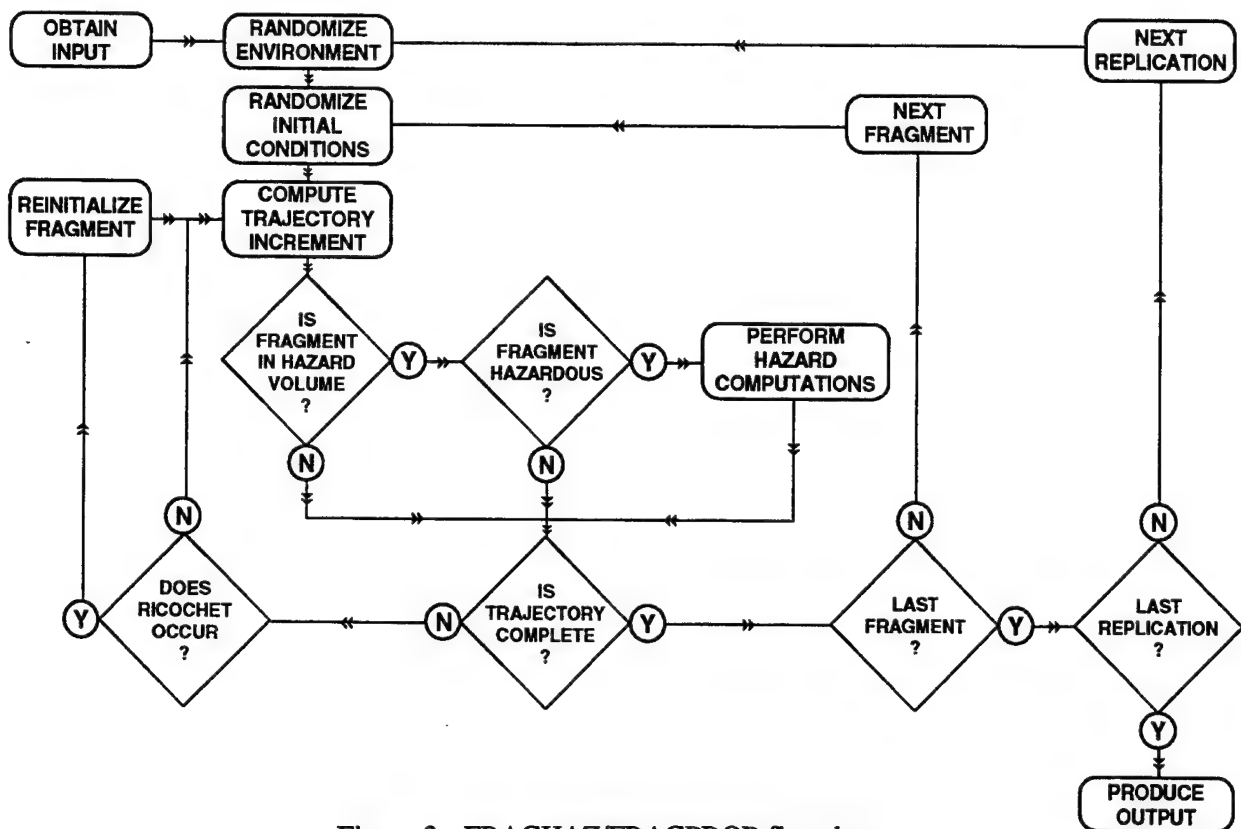 OBTAIN
INPUT
RANDOMIZE
ENVIRONMENT
NEXT
REPLICATION
RANDOMIZE
INITIAL
CONDITIONS
NEXT
FRAGMENT
REINITIALIZE
FRAGMENT
COMPUTE
TRAJECTORY
INCREMENT
IS
FRAGMENT
IN HAZARD
VOLUME
?
Y
IS
FRAGMENT
HAZARDOUS
?
Y
PERFORM
HAZARD
COMPUTATIONS
N
N
N
N
N
DOES
RICOCHET
OCCUR
?
Y
IS
TRAJECTORY
COMPLETE
?
N
Y
LAST
FRAGMENT
?
Y
LAST
REPLICATION
?
Y
PRODUCE
OUTPUT